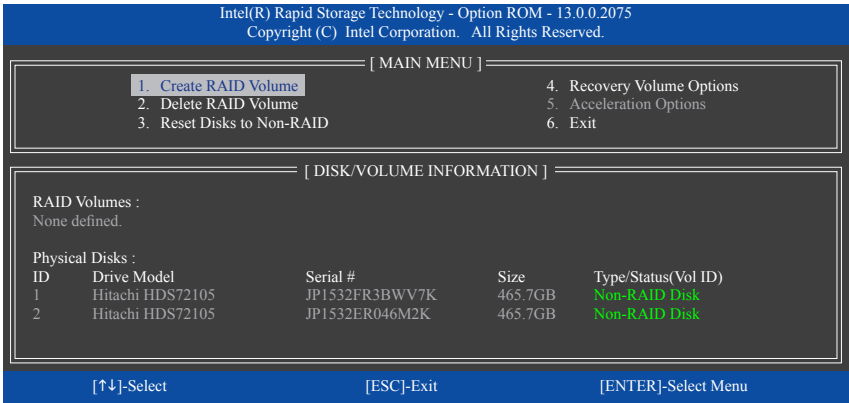 Intel(R) Rapid Storage Technology - Option ROM - 13.0.0.2075
Copyright (C) Intel Corporation. All Rights Reserved.
[ MAIN MENU ]
1. Create RAID Volume 4. Recovery Volume Options
2. Delete RAID Volume 5. Acceleration Options
3. Reset Disks to Non-RAID 6. Exit
[ DISK/VOLUME INFORMATION ]
RAID Volumes :
None defined.
Physical Disks :
ID Drive Model Serial # Size Type/Status(Vol ID)
1 Hitachi HDS72105 JP1532FR3BWV7K 465.7GB Non-RAID Disk
2 Hitachi HDS72105 JP1532ER046M2K 465.7GB Non-RAID Disk
[↑↓]-Select [ESC]-Exit [ENTER]-Select Menu